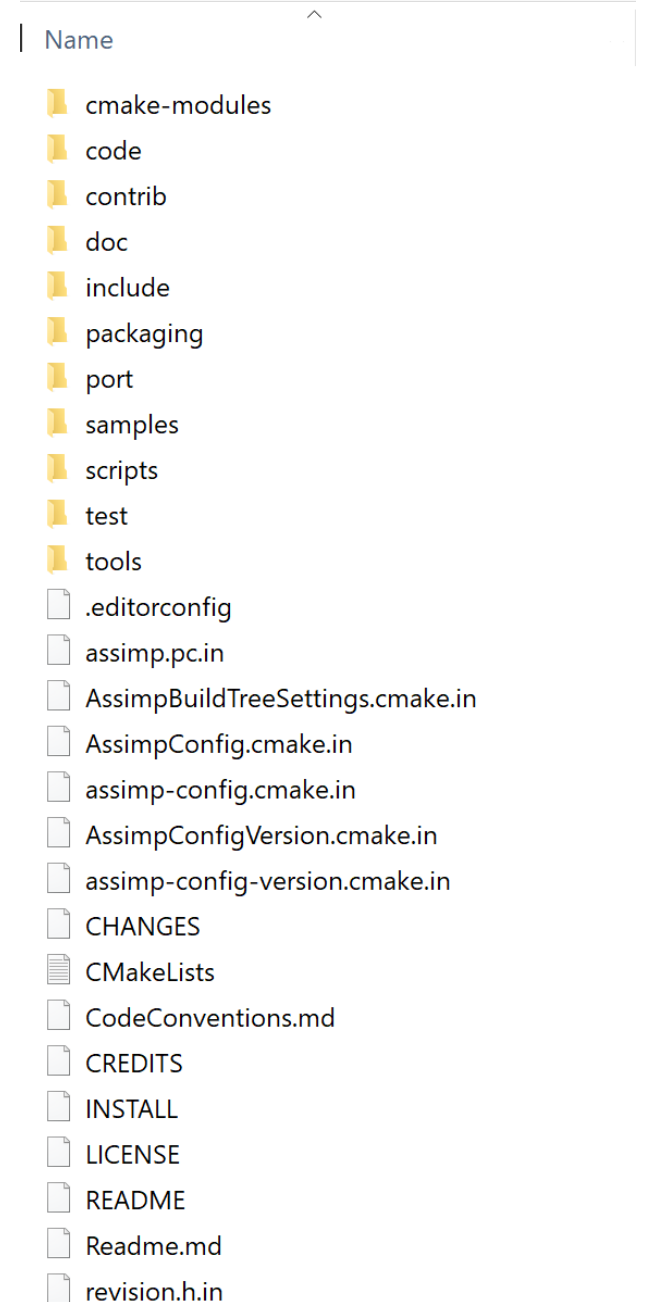 Name
cmake-modules
code
contrib
doc
include
packaging
port
samples
scripts
test
tools
.editorconfig
assimp.pc.in
AssimpBuildTreeSettings.cmake.in
AssimpConfig.cmake.in
assimp-config.cmake.in
AssimpConfigVersion.cmake.in
assimp-config-version.cmake.in
CHANGES
CMakeLists
CodeConventions.md
CREDITS
INSTALL
LICENSE
README
Readme.md
revision.h.in